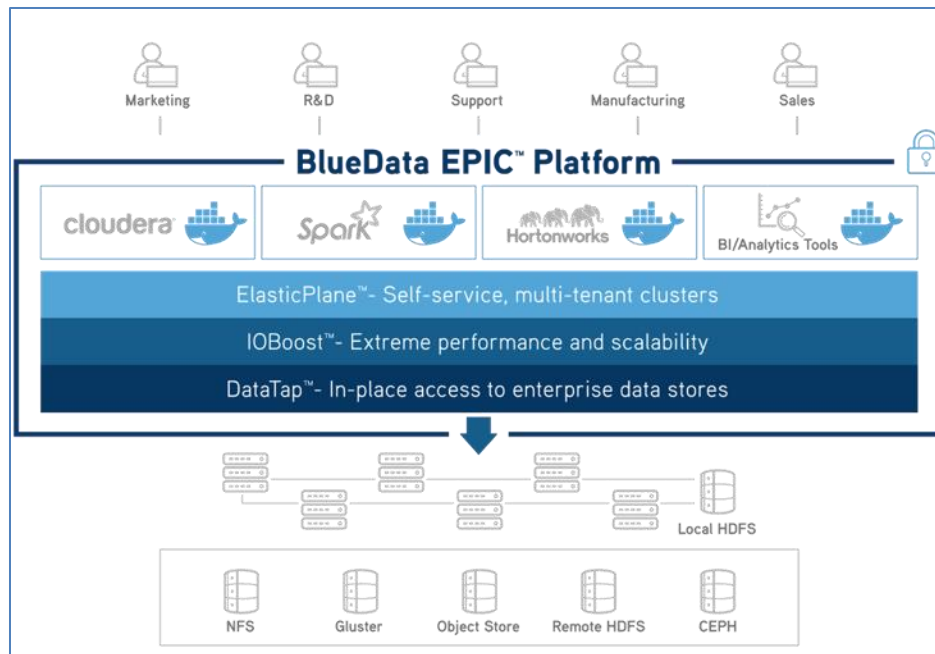 Marketing
R&D
Support
Manufacturing
Sales
BlueData EPIC™ Platform
cloudera
Spark
Hortonworks
BI/Analytics Tools
ElasticPlane™- Self-service, multi-tenant clusters
IOBoost™- Extreme performance and scalability
DataTap™- In-place access to enterprise data stores
Local HDFS
NFS
Gluster
Object Store
Remote HDFS
CEPH